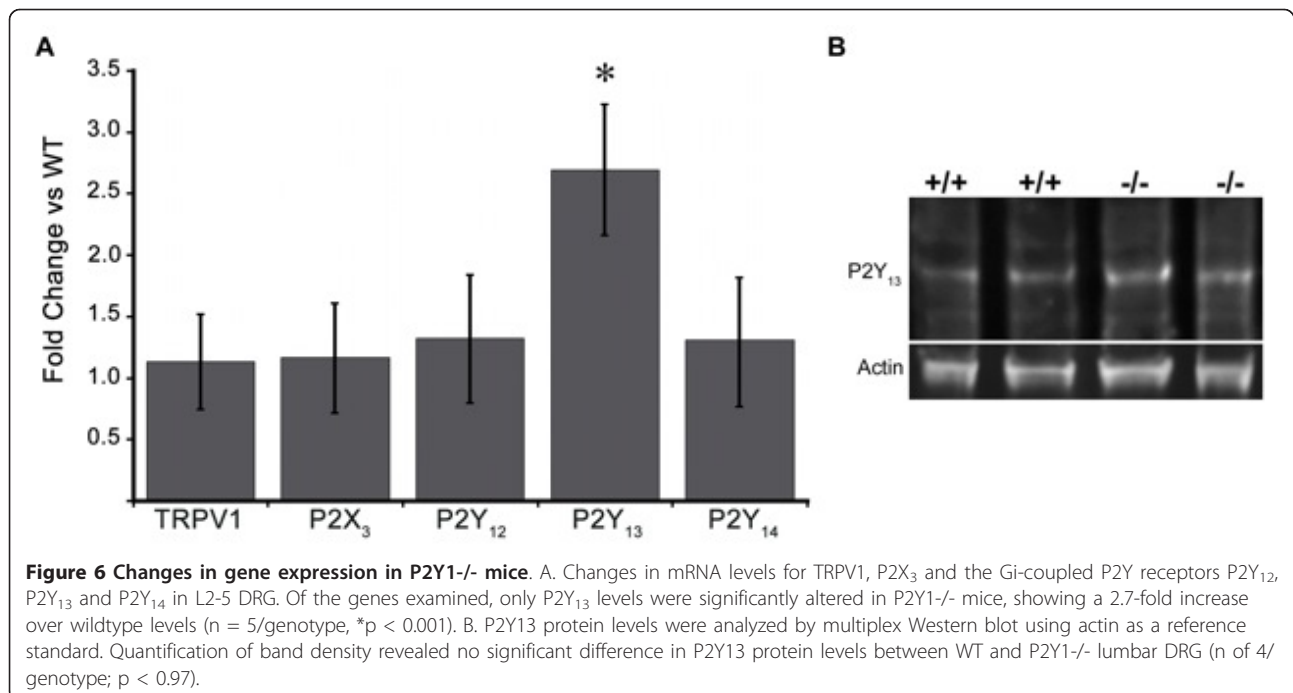 A
B
3.5
3.0
2.5
2.0
1.5
1.0
0.5
Fold Change vs WT
*
TRPV1 P2X₃ P2Y₁₂ P2Y₁₃ P2Y₁₄
+/+ +/+ -/- -/-
P2Y₁₃
Actin
Figure 6 Changes in gene expression in P2Y1-/- mice. A. Changes in mRNA levels for TRPV1, P2X₃ and the Gi-coupled P2Y receptors P2Y₁₂,
P2Y₁₃ and P2Y₁₄ in L2-5 DRG. Of the genes examined, only P2Y₁₃ levels were significantly altered in P2Y1-/- mice, showing a 2.7-fold increase
over wildtype levels (n = 5/genotype, *p < 0.001). B. P2Y13 protein levels were analyzed by multiplex Western blot using actin as a reference
standard. Quantification of band density revealed no significant difference in P2Y13 protein levels between WT and P2Y1-/- lumbar DRG (n of 4/
genotype; p < 0.97).